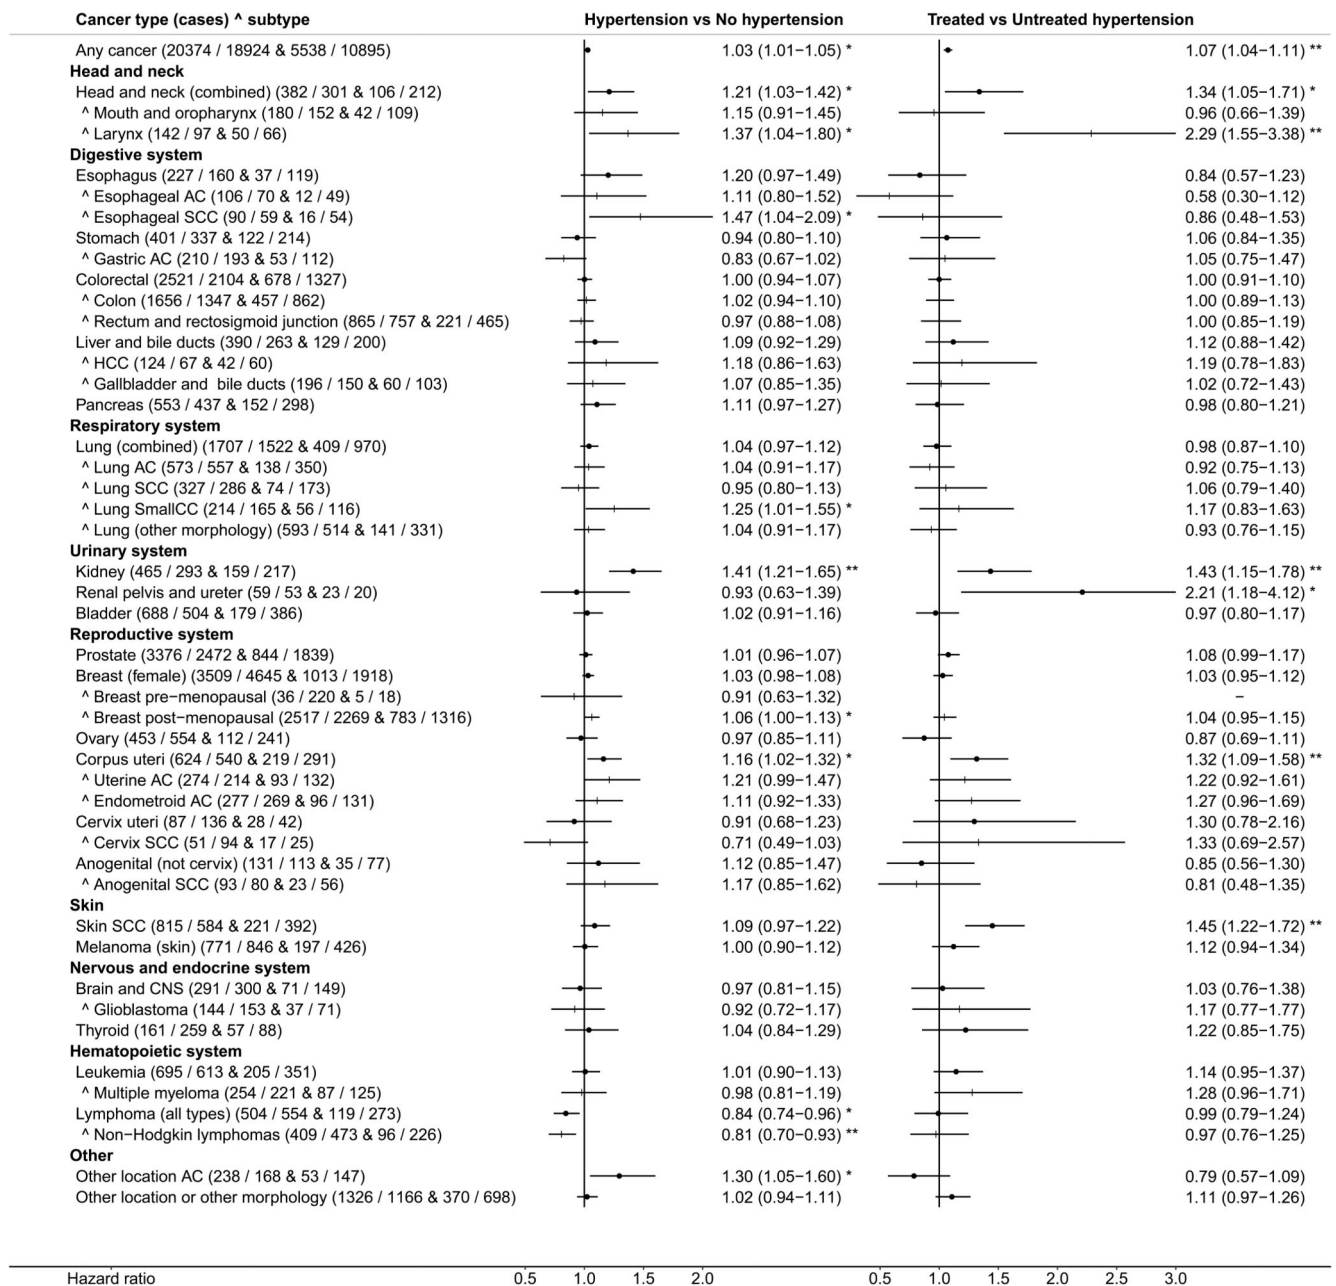 Cancer type (cases) ^ subtype Hypertension vs No hypertension Treated vs Untreated hypertension
Any cancer (20374 / 18924 & 5538 / 10895) 1.03 (1.01−1.05) * 1.07 (1.04−1.11) **
Head and neck
Head and neck (combined) (382 / 301 & 106 / 212) 1.21 (1.03−1.42) * 1.34 (1.05−1.71) *
^ Mouth and oropharynx (180 / 152 & 42 / 109) 1.15 (0.91−1.45) 0.96 (0.66−1.39)
^ Larynx (142 / 97 & 50 / 66) 1.37 (1.04−1.80) * 2.29 (1.55−3.38) **
Digestive system
Esophagus (227 / 160 & 37 / 119) 1.20 (0.97−1.49) 0.84 (0.57−1.23)
^ Esophageal AC (106 / 70 & 12 / 49) 1.11 (0.80−1.52) 0.58 (0.30−1.12)
^ Esophageal SCC (90 / 59 & 16 / 54) 1.47 (1.04−2.09) * 0.86 (0.48−1.53)
Stomach (401 / 337 & 122 / 214) 0.94 (0.80−1.10) 1.06 (0.84−1.35)
^ Gastric AC (210 / 193 & 53 / 112) 0.83 (0.67−1.02) 1.05 (0.75−1.47)
Colorectal (2521 / 2104 & 678 / 1327) 1.00 (0.94−1.07) 1.00 (0.91−1.10)
^ Colon (1656 / 1347 & 457 / 862) 1.02 (0.94−1.10) 1.00 (0.89−1.13)
^ Rectum and rectosigmoid junction (865 / 757 & 221 / 465) 0.97 (0.88−1.08) 1.00 (0.85−1.19)
Liver and bile ducts (390 / 263 & 129 / 200) 1.09 (0.92−1.29) 1.12 (0.88−1.42)
^ HCC (124 / 67 & 42 / 60) 1.18 (0.86−1.63) 1.19 (0.78−1.83)
^ Gallbladder and bile ducts (196 / 150 & 60 / 103) 1.07 (0.85−1.35) 1.02 (0.72−1.43)
Pancreas (553 / 437 & 152 / 298) 1.11 (0.97−1.27) 0.98 (0.80−1.21)
Respiratory system
Lung (combined) (1707 / 1522 & 409 / 970) 1.04 (0.97−1.12) 0.98 (0.87−1.10)
^ Lung AC (573 / 557 & 138 / 350) 1.04 (0.91−1.17) 0.92 (0.75−1.13)
^ Lung SCC (327 / 286 & 74 / 173) 0.95 (0.80−1.13) 1.06 (0.79−1.40)
^ Lung SmallCC (214 / 165 & 56 / 116) 1.25 (1.01−1.55) * 1.17 (0.83−1.63)
^ Lung (other morphology) (593 / 514 & 141 / 331) 1.04 (0.91−1.17) 0.93 (0.76−1.15)
Urinary system
Kidney (465 / 293 & 159 / 217) 1.41 (1.21−1.65) ** 1.43 (1.15−1.78) **
Renal pelvis and ureter (59 / 53 & 23 / 20) 0.93 (0.63−1.39) 2.21 (1.18−4.12) *
Bladder (688 / 504 & 179 / 386) 1.02 (0.91−1.16) 0.97 (0.80−1.17)
Reproductive system
Prostate (3376 / 2472 & 844 / 1839) 1.01 (0.96−1.07) 1.08 (0.99−1.17)
Breast (female) (3509 / 4645 & 1013 / 1918) 1.03 (0.98−1.08) 1.03 (0.95−1.12)
^ Breast pre−menopausal (36 / 220 & 5 / 18) 0.91 (0.63−1.32) −
^ Breast post−menopausal (2517 / 2269 & 783 / 1316) 1.06 (1.00−1.13) * 1.04 (0.95−1.15)
Ovary (453 / 554 & 112 / 241) 0.97 (0.85−1.11) 0.87 (0.69−1.11)
Corpus uteri (624 / 540 & 219 / 291) 1.16 (1.02−1.32) * 1.32 (1.09−1.58) **
^ Uterine AC (274 / 214 & 93 / 132) 1.21 (0.99−1.47) 1.22 (0.92−1.61)
^ Endometroid AC (277 / 269 & 96 / 131) 1.11 (0.92−1.33) 1.27 (0.96−1.69)
Cervix uteri (87 / 136 & 28 / 42) 0.91 (0.68−1.23) 1.30 (0.78−2.16)
^ Cervix SCC (51 / 94 & 17 / 25) 0.71 (0.49−1.03) 1.33 (0.69−2.57)
Anogenital (not cervix) (131 / 113 & 35 / 77) 1.12 (0.85−1.47) 0.85 (0.56−1.30)
^ Anogenital SCC (93 / 80 & 23 / 56) 1.17 (0.85−1.62) 0.81 (0.48−1.35)
Skin
Skin SCC (815 / 584 & 221 / 392) 1.09 (0.97−1.22) 1.45 (1.22−1.72) **
Melanoma (skin) (771 / 846 & 197 / 426) 1.00 (0.90−1.12) 1.12 (0.94−1.34)
Nervous and endocrine system
Brain and CNS (291 / 300 & 71 / 149) 0.97 (0.81−1.15) 1.03 (0.76−1.38)
^ Glioblastoma (144 / 153 & 37 / 71) 0.92 (0.72−1.17) 1.17 (0.77−1.77)
Thyroid (161 / 259 & 57 / 88) 1.04 (0.84−1.29) 1.22 (0.85−1.75)
Hematopoietic system
Leukemia (695 / 613 & 205 / 351) 1.01 (0.90−1.13) 1.14 (0.95−1.37)
^ Multiple myeloma (254 / 221 & 87 / 125) 0.98 (0.81−1.19) 1.28 (0.96−1.71)
Lymphoma (all types) (504 / 554 & 119 / 273) 0.84 (0.74−0.96) * 0.99 (0.79−1.24)
^ Non−Hodgkin lymphomas (409 / 473 & 96 / 226) 0.81 (0.70−0.93) ** 0.97 (0.76−1.25)
Other
Other location AC (238 / 168 & 53 / 147) 1.30 (1.05−1.60) * 0.79 (0.57−1.09)
Other location or other morphology (1326 / 1166 & 370 / 698) 1.02 (0.94−1.11) 1.11 (0.97−1.26)
Hazard ratio 0.5 1.0 1.5 2.0 0.5 1.0 1.5 2.0 2.5 3.0